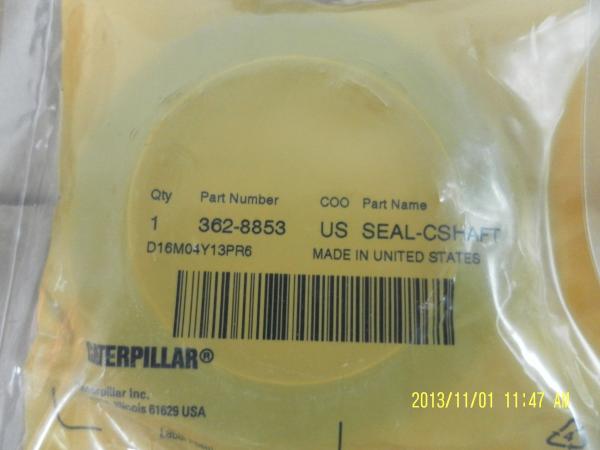 Qty Part Number COO Part Name
1 362-8853 US SEAL-CSHAFT
D16M04Y13PR6 MADE IN UNITED STATES
CATERPILLAR®
Caterpillar Inc.
Illinois 61629 USA
2013/11/01 11:47 AM
4